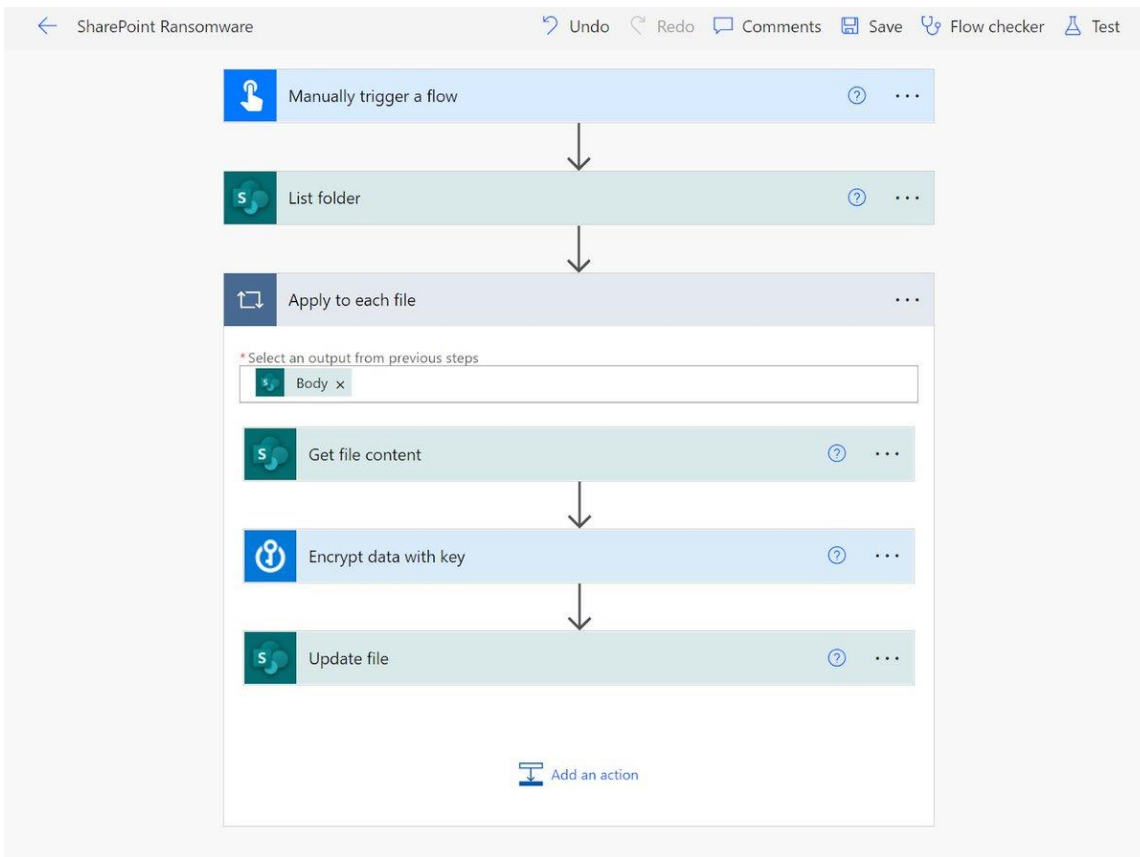 SharePoint Ransomware Undo Redo Comments Save Flow checker Test
Manually trigger a flow
List folder
Apply to each file
* Select an output from previous steps
Body
Get file content
Encrypt data with key
Update file
Add an action